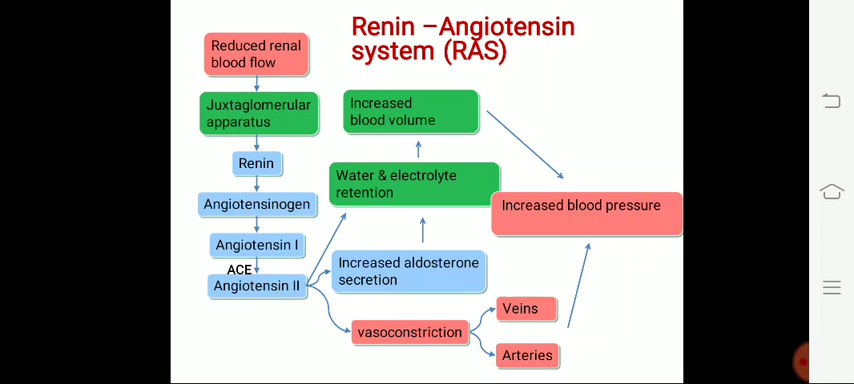 Renin –Angiotensin
system (RAS)
Reduced renal
blood flow
Juxtaglomerular
apparatus
Renin
Angiotensinogen
Angiotensin I
ACE
Angiotensin II
Increased
blood volume
Water & electrolyte
retention
Increased aldosterone
secretion
vasoconstriction
Veins
Arteries
Increased blood pressure